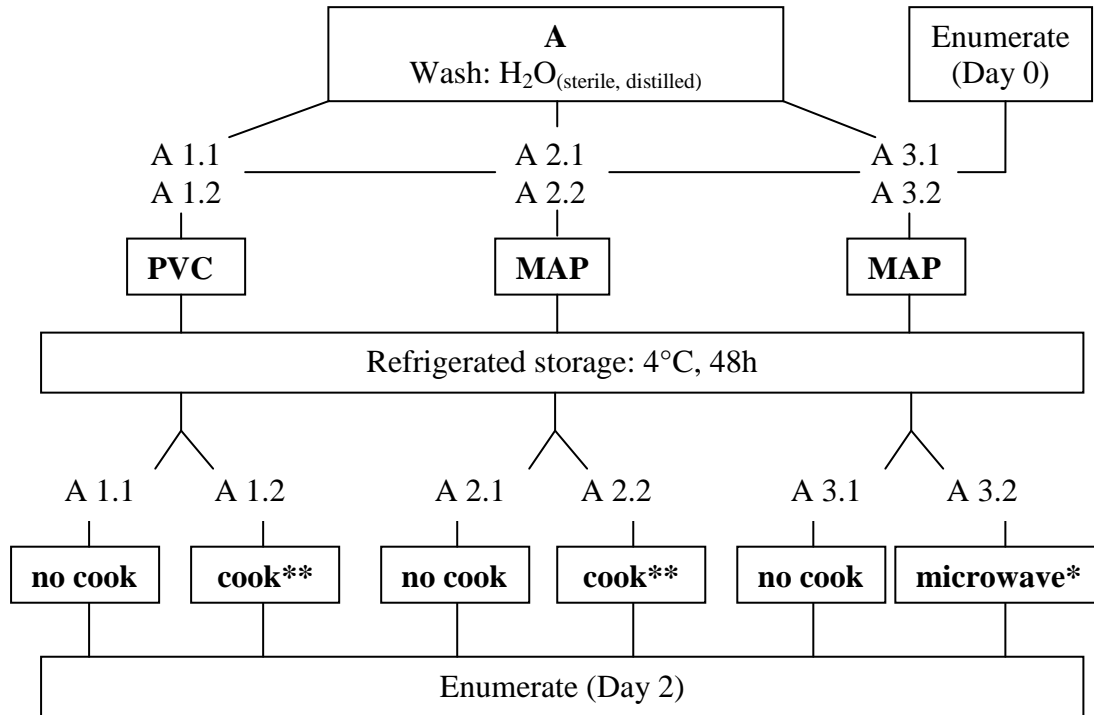 A
Wash: H₂O(sterile, distilled)
Enumerate
(Day 0)
A 1.1
A 1.2
A 2.1
A 2.2
A 3.1
A 3.2
PVC
MAP
MAP
Refrigerated storage: 4°C, 48h
A 1.1
A 1.2
A 2.1
A 2.2
A 3.1
A 3.2
no cook
cook**
no cook
cook**
no cook
microwave*
Enumerate (Day 2)